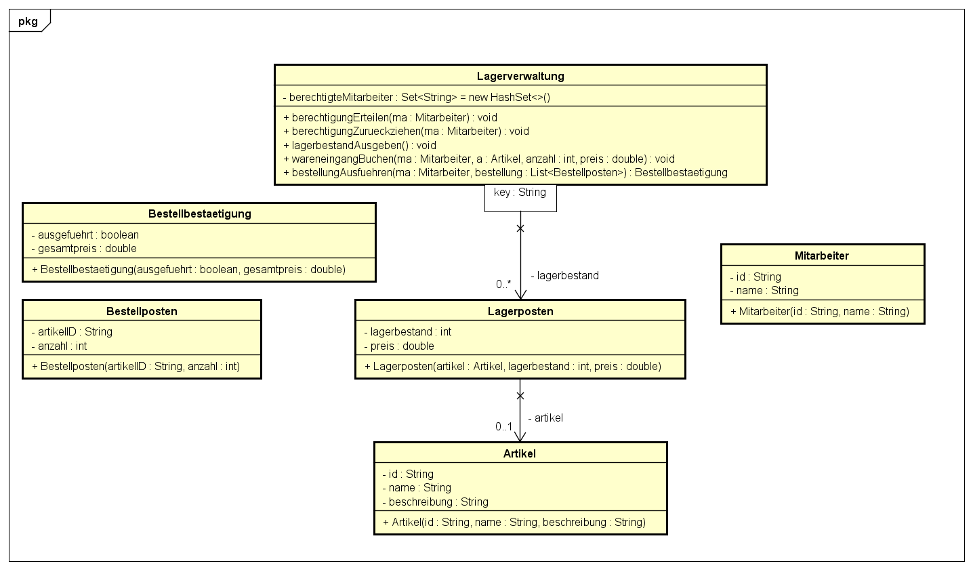 pkg
Lagerverwaltung
- berechtigteMitarbeiter : Set<String> = new HashSet<>()
+ berechtigungErteilen(ma : Mitarbeiter) : void
+ berechtigungZurueckziehen(ma : Mitarbeiter) : void
+ lagerbestandAusgeben() : void
+ wareneingangBuchen(ma : Mitarbeiter, a : Artikel, anzahl : int, preis : double) : void
+ bestellungAusfuehren(ma : Mitarbeiter, bestellung : List<Bestellposten>) : Bestellbestaetigung
key : String
Bestellbestaetigung
- ausgefuehrt : boolean
- gesamtpreis : double
+ Bestellbestaetigung(ausgefuehrt : boolean, gesamtpreis : double)
Mitarbeiter
- id : String
- name : String
+ Mitarbeiter(id : String, name : String)
- lagerbestand
0..*
Bestellposten
- artikelID : String
- anzahl : int
+ Bestellposten(artikelID : String, anzahl : int)
Lagerposten
- lagerbestand : int
- preis : double
+ Lagerposten(artikel : Artikel, lagerbestand : int, preis : double)
- artikel
0..1
Artikel
- id : String
- name : String
- beschreibung : String
+ Artikel(id : String, name : String, beschreibung : String)